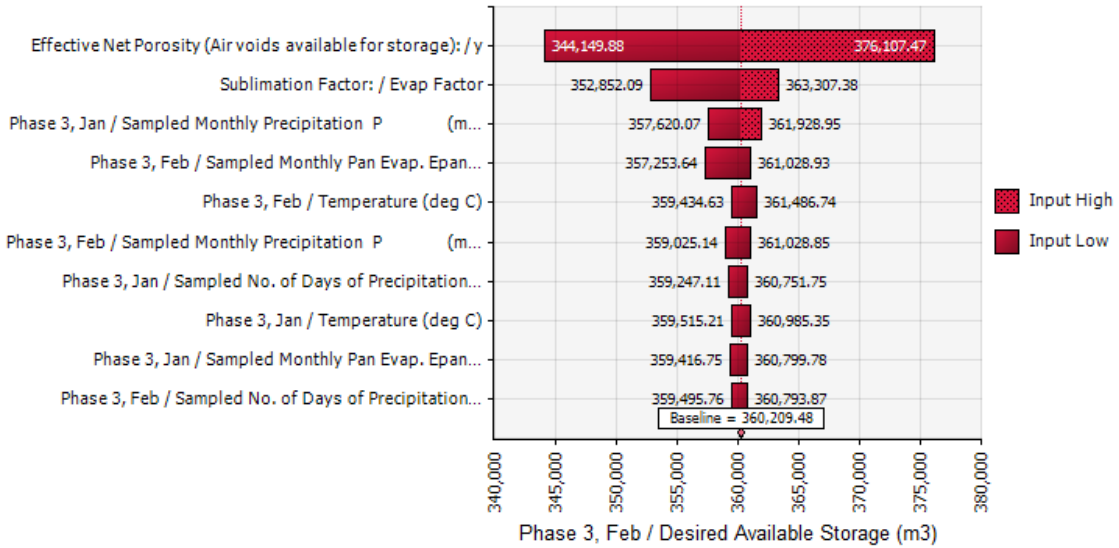 Effective Net Porosity (Air voids available for storage): / y
344,149.88
376,107.47
Sublimation Factor: / Evap Factor
352,852.09
363,307.38
Phase 3, Jan / Sampled Monthly Precipitation P (m...
357,620.07
361,928.95
Phase 3, Feb / Sampled Monthly Pan Evap. Epan...
357,253.64
361,028.93
Phase 3, Feb / Temperature (deg C)
359,434.63
361,486.74
Phase 3, Feb / Sampled Monthly Precipitation P (m...
359,025.14
361,028.85
Phase 3, Jan / Sampled No. of Days of Precipitation...
359,247.11
360,751.75
Phase 3, Jan / Temperature (deg C)
359,515.21
360,985.35
Phase 3, Jan / Sampled Monthly Pan Evap. Epan...
359,416.75
360,799.78
Phase 3, Feb / Sampled No. of Days of Precipitation...
359,495.76
360,793.87
Baseline = 360,209.48
Input High
Input Low
340,000
345,000
350,000
355,000
360,000
365,000
370,000
375,000
380,000
Phase 3, Feb / Desired Available Storage (m3)